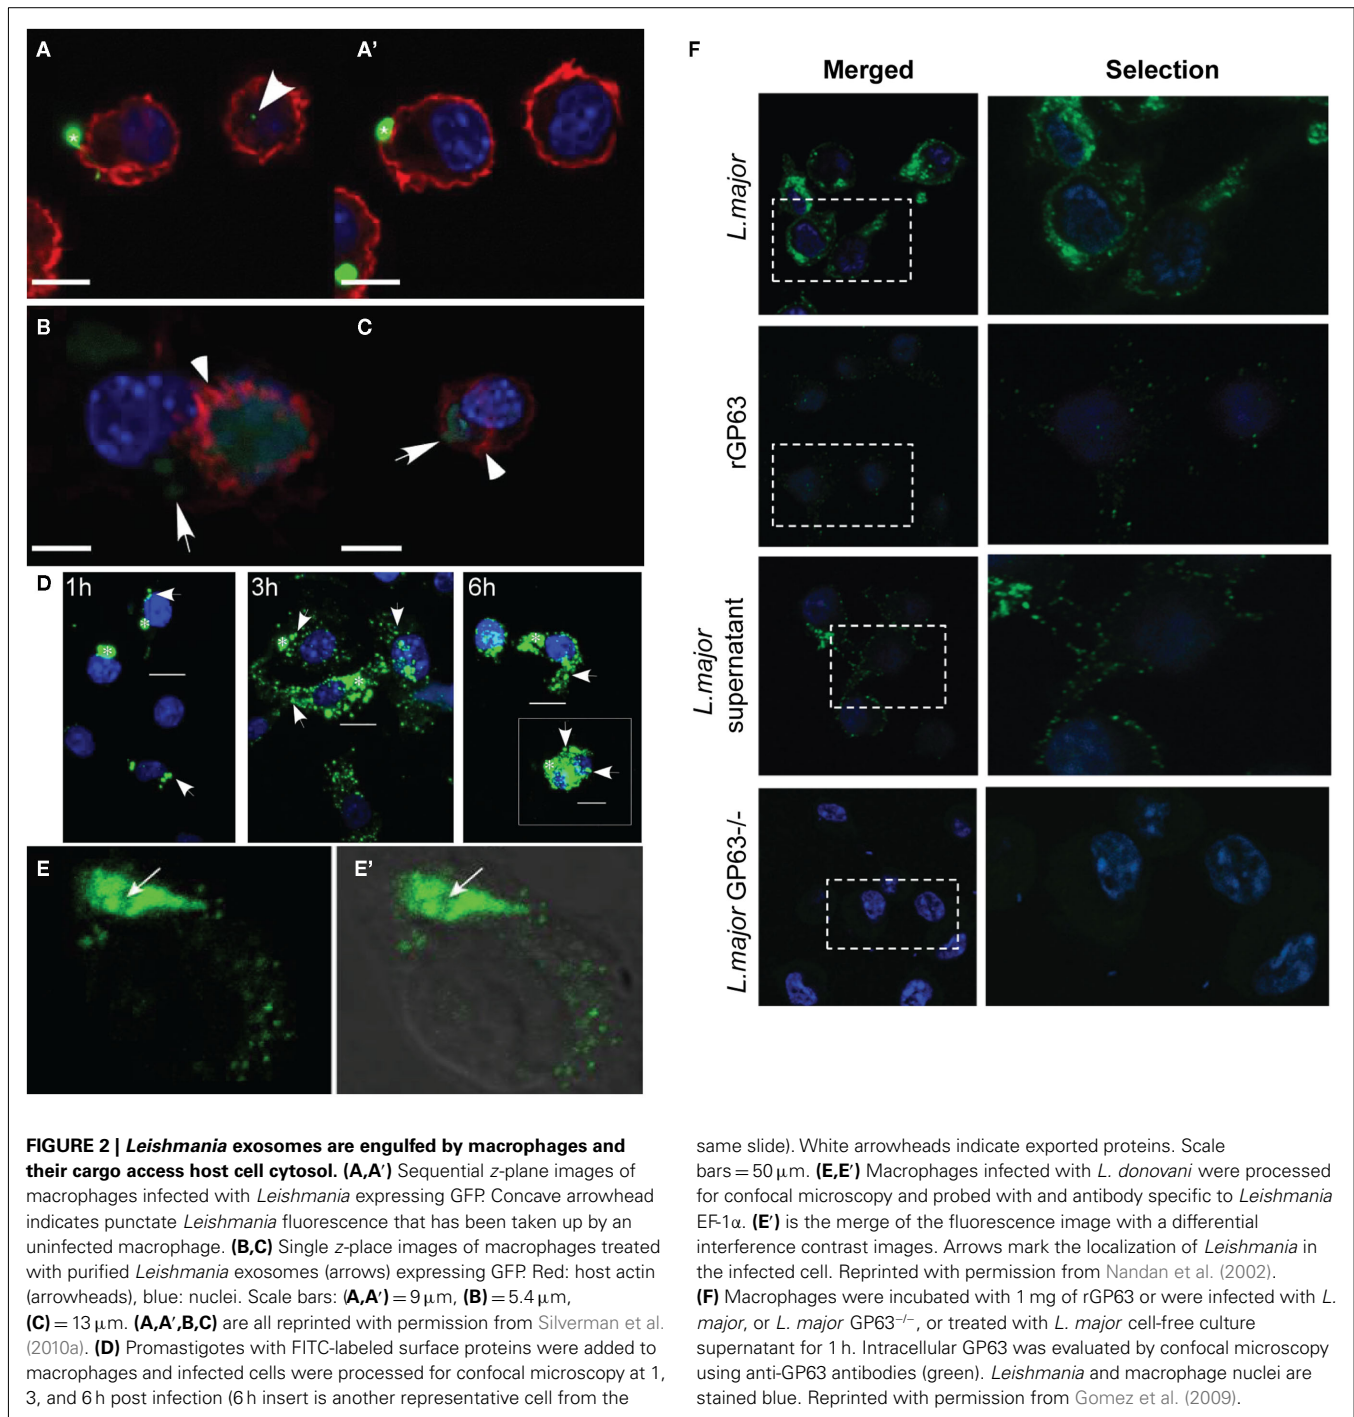 A
A′
B
C
D
1h
3h
6h
E
E’
F
Merged
Selection
L.major
rGP63
L.major
supernatant
L.major GP63-/-
FIGURE 2 | Leishmania exosomes are engulfed by macrophages and
their cargo access host cell cytosol. (A,A′) Sequential z-plane images of
macrophages infected with Leishmania expressing GFP. Concave arrowhead
indicates punctate Leishmania fluorescence that has been taken up by an
uninfected macrophage. (B,C) Single z-place images of macrophages treated
with purified Leishmania exosomes (arrows) expressing GFP. Red: host actin
(arrowheads), blue: nuclei. Scale bars: (A,A′) = 9 μm, (B) = 5.4 μm,
(C) = 13 μm. (A,A′,B,C) are all reprinted with permission from Silverman et al.
(2010a). (D) Promastigotes with FITC-labeled surface proteins were added to
macrophages and infected cells were processed for confocal microscopy at 1,
3, and 6 h post infection (6 h insert is another representative cell from the
same slide). White arrowheads indicate exported proteins. Scale
bars = 50 μm. (E,E′) Macrophages infected with L. donovani were processed
for confocal microscopy and probed with and antibody specific to Leishmania
EF-1α. (E′) is the merge of the fluorescence image with a differential
interference contrast images. Arrows mark the localization of Leishmania in
the infected cell. Reprinted with permission from Nandan et al. (2002).
(F) Macrophages were incubated with 1 mg of rGP63 or were infected with L.
major, or L. major GP63−/−, or treated with L. major cell-free culture
supernatant for 1 h. Intracellular GP63 was evaluated by confocal microscopy
using anti-GP63 antibodies (green). Leishmania and macrophage nuclei are
stained blue. Reprinted with permission from Gomez et al. (2009).